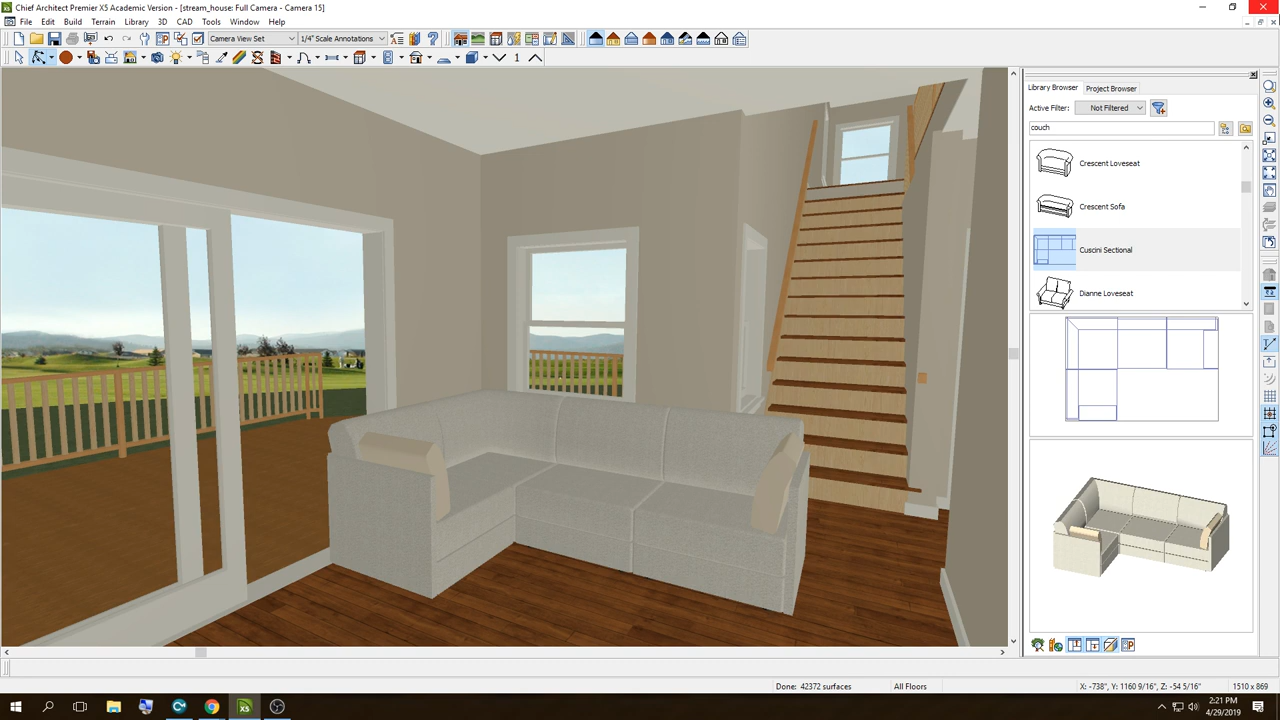 Chief Architect Premier X5 Academic Version - [stream_house: Full Camera - Camera 15]
File Edit Build Terrain Library 3D CAD Tools Window Help
Camera View Set 1/4" Scale Annotations
1
Library Browser Project Browser
Active Filter: Not Filtered
couch
Crescent Loveseat
Crescent Sofa
Cuscini Sectional
Dianne Loveseat
Done: 42372 surfaces All Floors X: -738", Y: 1160 9/16", Z: -54 5/16" 1510 x 869
X5
2:21 PM
4/29/2019